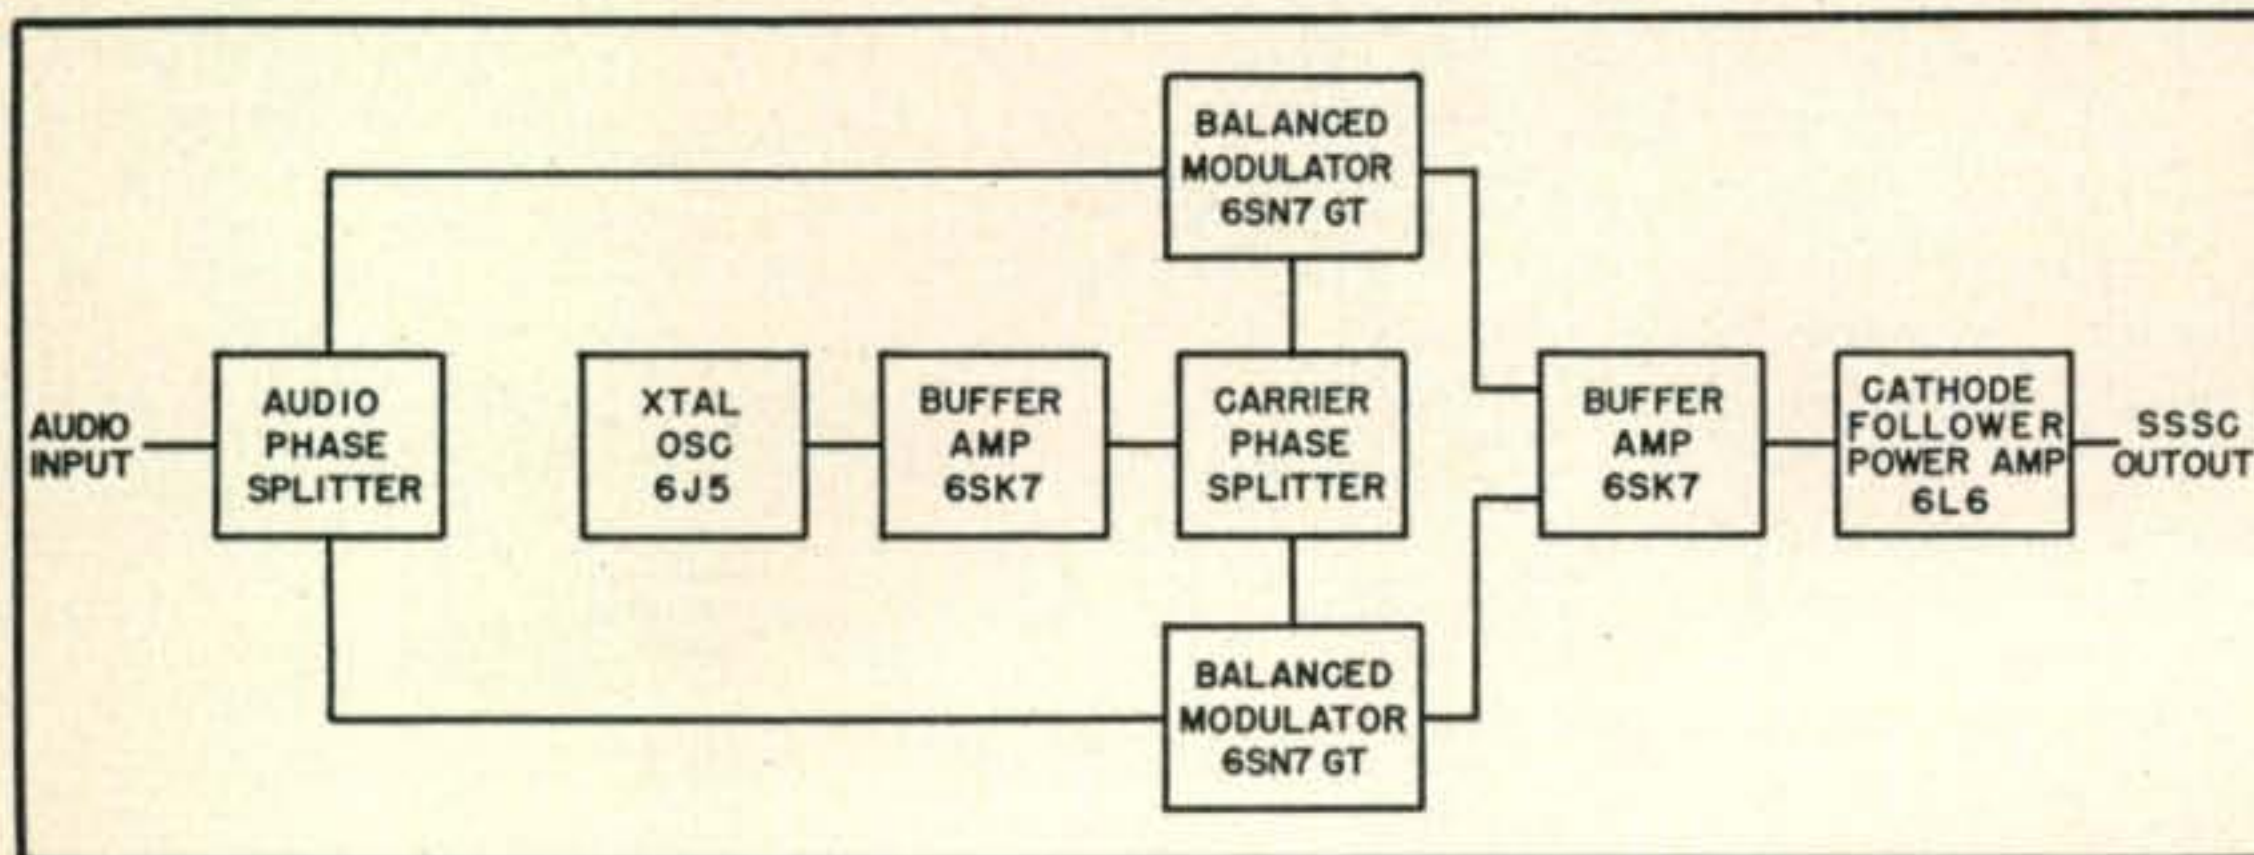 BALANCED
MODULATOR
6SN7 GT
AUDIO
INPUT
AUDIO
PHASE
SPLITTER
XTAL
OSC
6J5
BUFFER
AMP
6SK7
CARRIER
PHASE
SPLITTER
BUFFER
AMP
6SK7
CATHODE
FOLLOWER
POWER AMP
6L6
SSSC
OUTOUT
BALANCED
MODULATOR
6SN7 GT